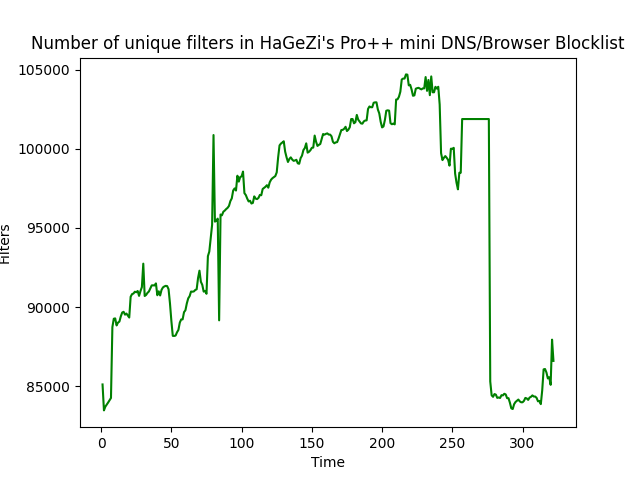 Number of unique filters in HaGeZi's Pro++ mini DNS/Browser Blocklist
105000
100000
95000
90000
85000
Filters
0 50 100 150 200 250 300
Time